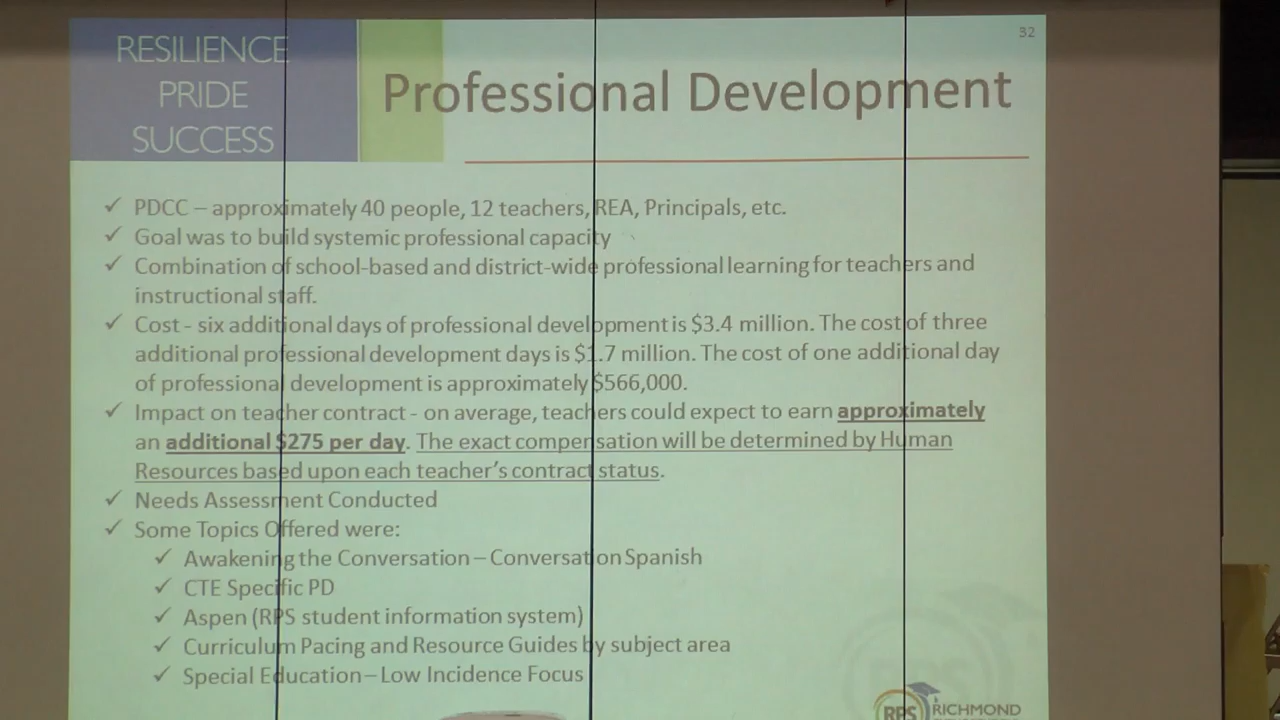 32
RESILIENCE
PRIDE
SUCCESS
Professional Development
✓ PDCC – approximately 40 people, 12 teachers, REA, Principals, etc.
✓ Goal was to build systemic professional capacity
✓ Combination of school-based and district-wide professional learning for teachers and
instructional staff.
✓ Cost - six additional days of professional development is $3.4 million. The cost of three
additional professional development days is $1.7 million. The cost of one additional day
of professional development is approximately $566,000.
✓ Impact on teacher contract - on average, teachers could expect to earn approximately
an additional $275 per day. The exact compensation will be determined by Human
Resources based upon each teacher's contract status.
✓ Needs Assessment Conducted
✓ Some Topics Offered were:
✓ Awakening the Conversation – Conversation Spanish
✓ CTE Specific PD
✓ Aspen (RPS student information system)
✓ Curriculum Pacing and Resource Guides by subject area
✓ Special Education – Low Incidence Focus
RPS RICHMOND